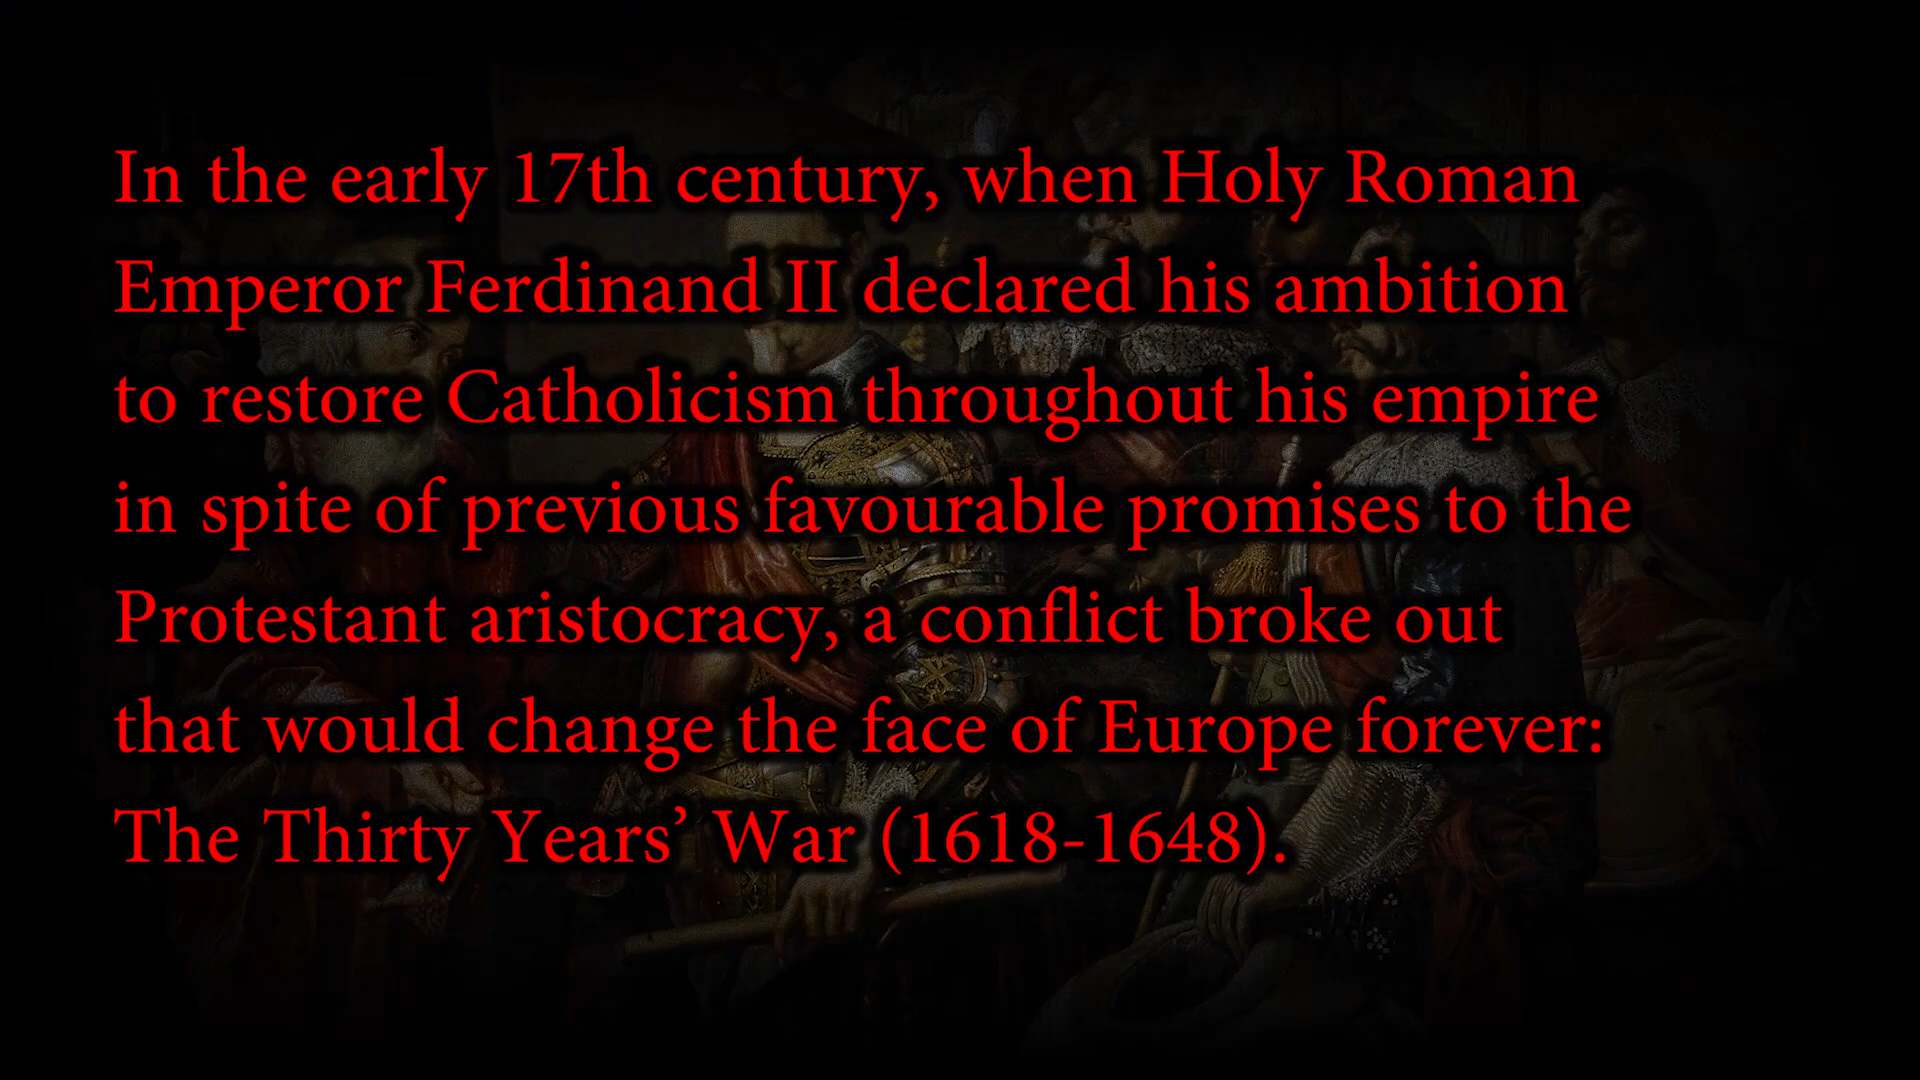 In the early 17th century, when Holy Roman
Emperor Ferdinand II declared his ambition
to restore Catholicism throughout his empire
in spite of previous favourable promises to the
Protestant aristocracy, a conflict broke out
that would change the face of Europe forever:
The Thirty Years’ War (1618-1648).